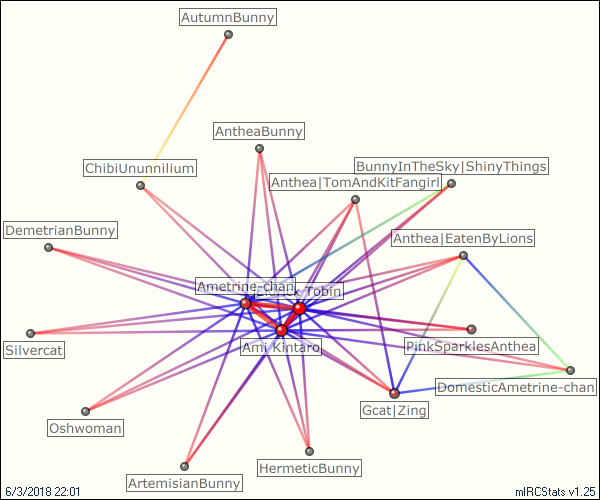 AutumnBunny
AntheaBunny
ChibiUnunnilium
BunnyInTheSky|ShinyThings
Anthea|TomAndKitFangirl
DemetrianBunny
Anthea|EatenByLions
Ametrine-chan
Tobin
Ami Kintaro
PinkSparklesAnthea
Silvercat
DomesticAmetrine-chan
Gcat|Zing
Oshwoman
HermeticBunny
ArtemisianBunny
6/3/2018 22:01
mIRCStats v1.25